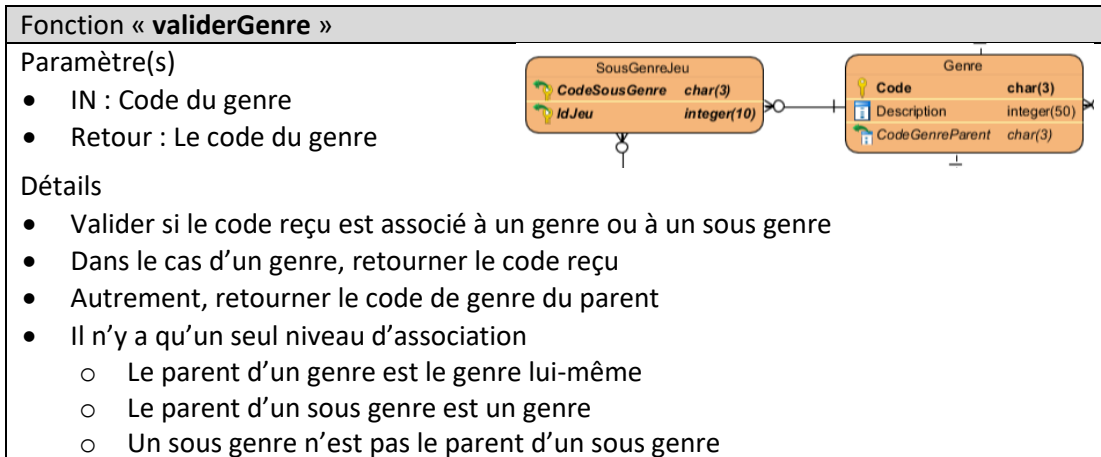 Fonction « validerGenre »
Paramètre(s)
• IN : Code du genre
• Retour : Le code du genre
SousGenreJeu
CodeSousGenre char(3)
IdJeu integer(10)
Genre
Code char(3)
Description integer(50)
CodeGenreParent char(3)
Détails
• Valider si le code reçu est associé à un genre ou à un sous genre
• Dans le cas d’un genre, retourner le code reçu
• Autrement, retourner le code de genre du parent
• Il n’y a qu’un seul niveau d’association
o Le parent d’un genre est le genre lui-même
o Le parent d’un sous genre est un genre
o Un sous genre n’est pas le parent d’un sous genre